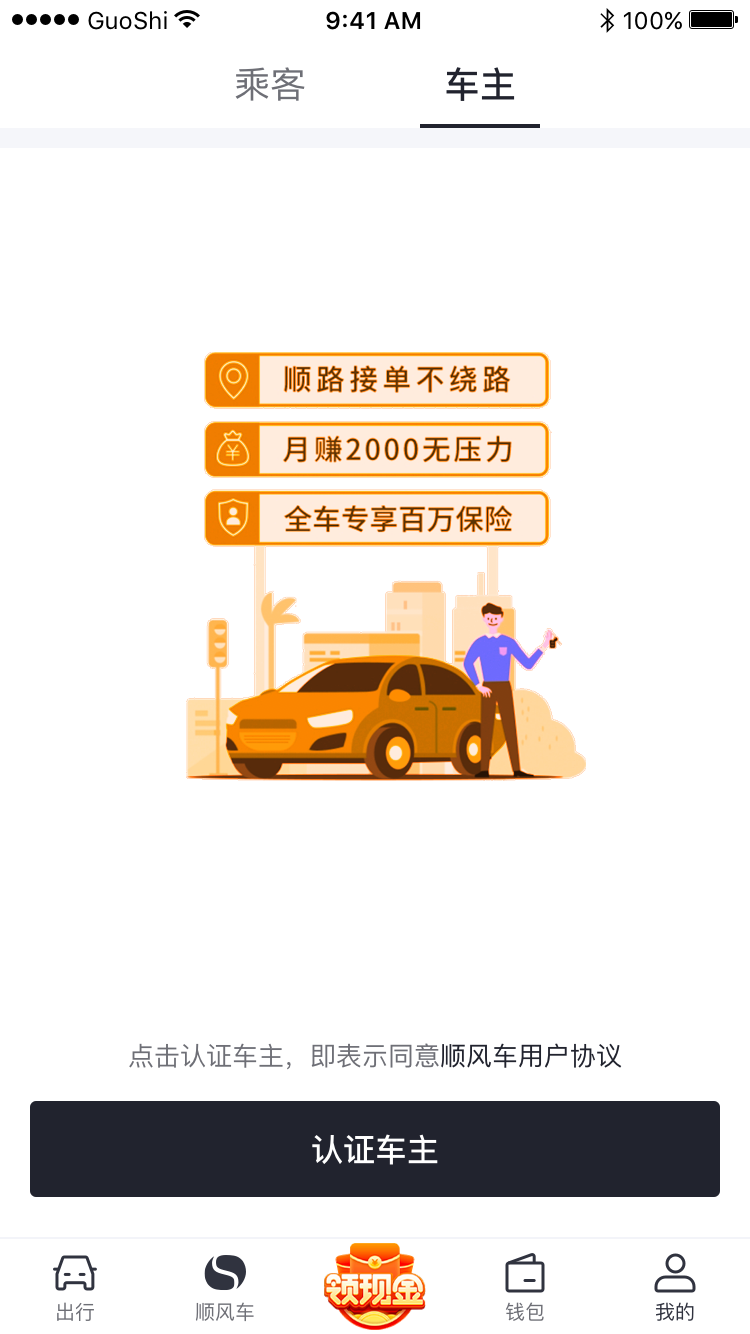 GuoShi 9:41 AM 100%
乘客 车主
顺路接单不绕路
月赚2000无压力
全车专享百万保险
点击认证车主，即表示同意顺风车用户协议
认证车主
领现金
出行 顺风车 钱包 我的